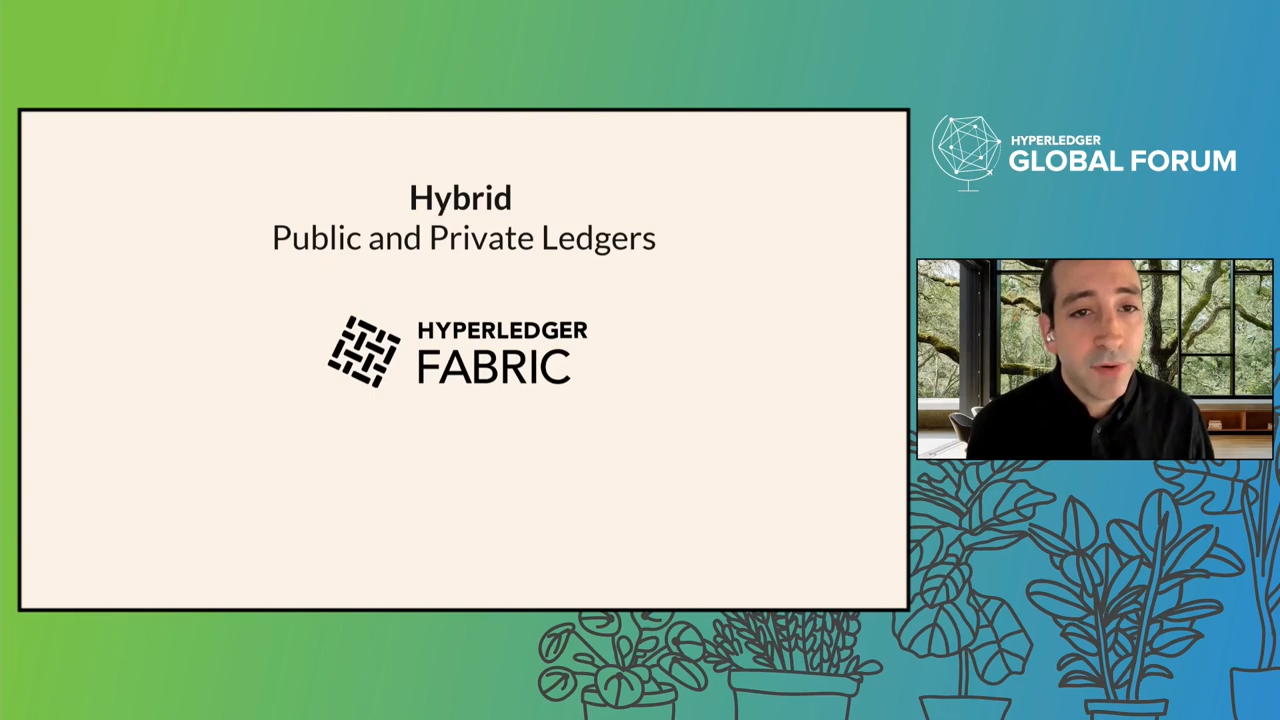 Hybrid
Public and Private Ledgers
HYPERLEDGER
FABRIC
HYPERLEDGER
GLOBAL FORUM